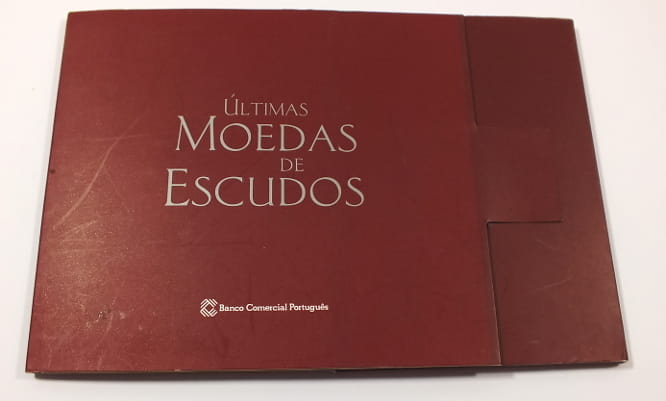 ÚLTIMAS
MOEDAS
DE
ESCUDOS
Banco Comercial Português